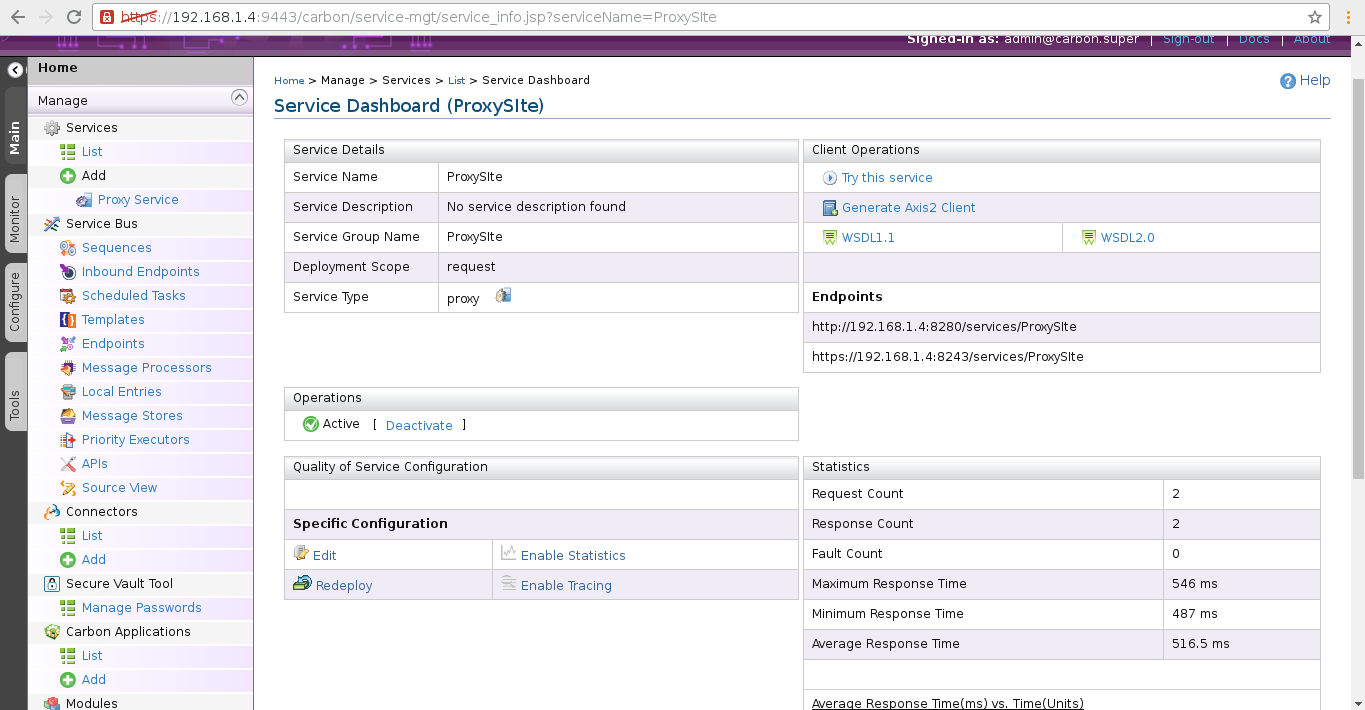 https://192.168.1.4:9443/carbon/service-mgt/service_info.jsp?serviceName=ProxySIte
Signed-in as: admin@carbon.super | Sign-out | Docs | About
Home
Manage
Services
List
Add
Proxy Service
Service Bus
Sequences
Inbound Endpoints
Scheduled Tasks
Templates
Endpoints
Message Processors
Local Entries
Message Stores
Priority Executors
APIs
Source View
Connectors
List
Add
Secure Vault Tool
Manage Passwords
Carbon Applications
List
Add
Modules
Main
Monitor
Configure
Tools
Home > Manage > Services > List > Service Dashboard
Help
Service Dashboard (ProxySIte)
Service Details
Service Name ProxySIte
Service Description No service description found
Service Group Name ProxySIte
Deployment Scope request
Service Type proxy
Client Operations
Try this service
Generate Axis2 Client
WSDL1.1 WSDL2.0
Endpoints
http://192.168.1.4:8280/services/ProxySIte
https://192.168.1.4:8243/services/ProxySIte
Operations
Active [ Deactivate ]
Quality of Service Configuration
Specific Configuration
Edit Enable Statistics
Redeploy Enable Tracing
Statistics
Request Count 2
Response Count 2
Fault Count 0
Maximum Response Time 546 ms
Minimum Response Time 487 ms
Average Response Time 516.5 ms
Average Response Time(ms) vs. Time(Units)